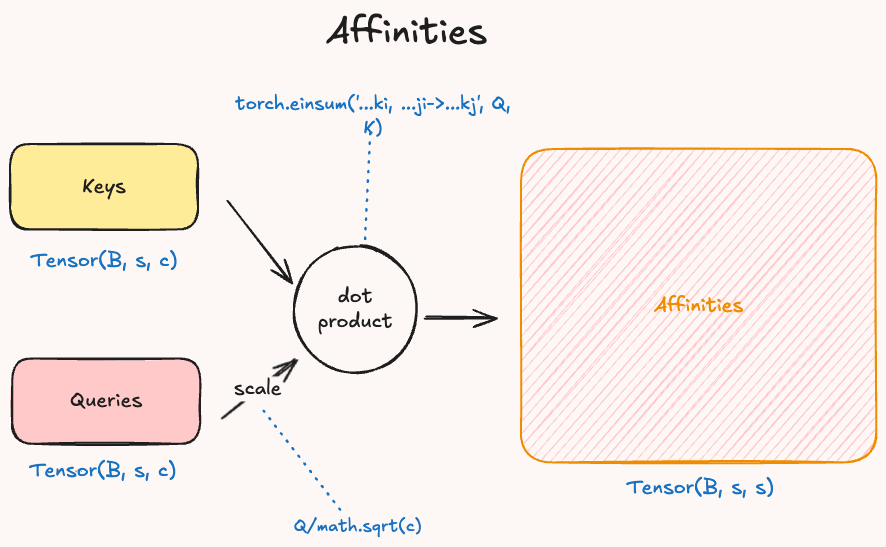 Affinities
torch.einsum('...ki, ...ji->...kj', Q,
K)
Keys
Tensor(B, s, c)
dot
product
Affinities
scale
Queries
Tensor(B, s, c)
Tensor(B, s, s)
Q/math.sqrt(c)